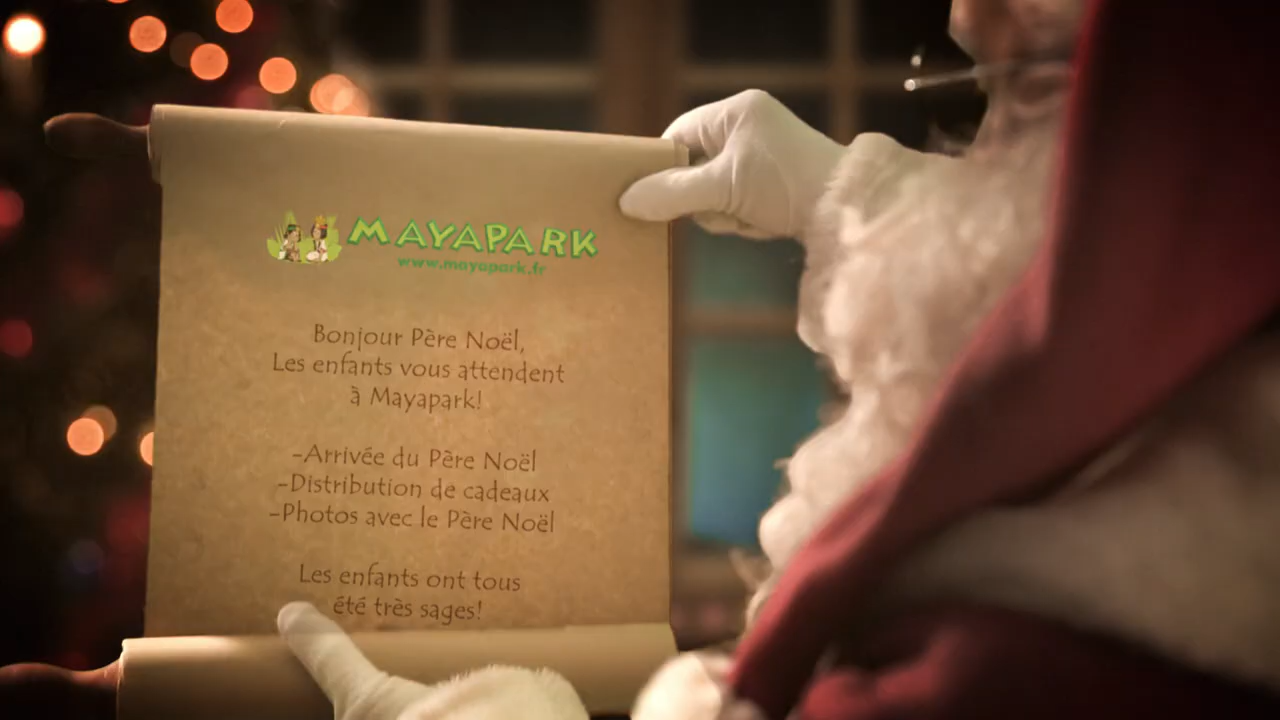 MAYAPARK
www.mayapark.fr
Bonjour Père Noël,
Les enfants vous attendent
à Mayapark!
-Arrivée du Père Noël
-Distribution de cadeaux
-Photos avec le Père Noël
Les enfants ont tous
été très sages!